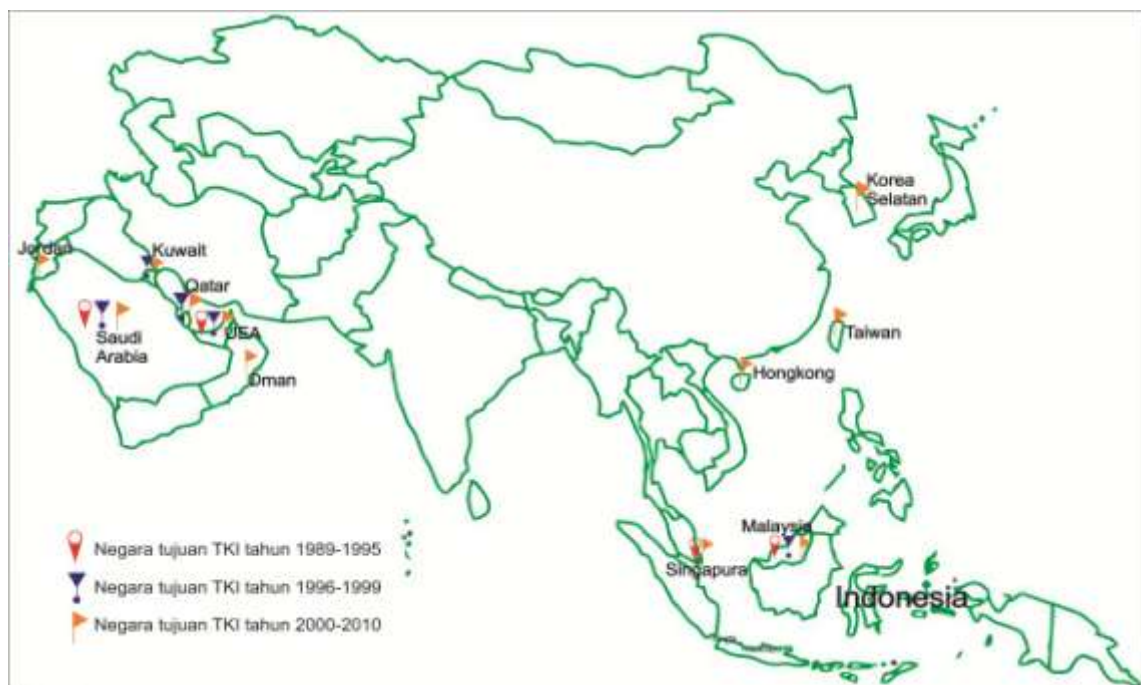 Korea
Selatan
Jordan
Kuwait
Qatar
Saudi
Arabia
UEA
Oman
Taiwan
Hongkong
Malaysia
Singapura
Indonesia
Negara tujuan TKI tahun 1989-1995
Negara tujuan TKI tahun 1996-1999
Negara tujuan TKI tahun 2000-2010